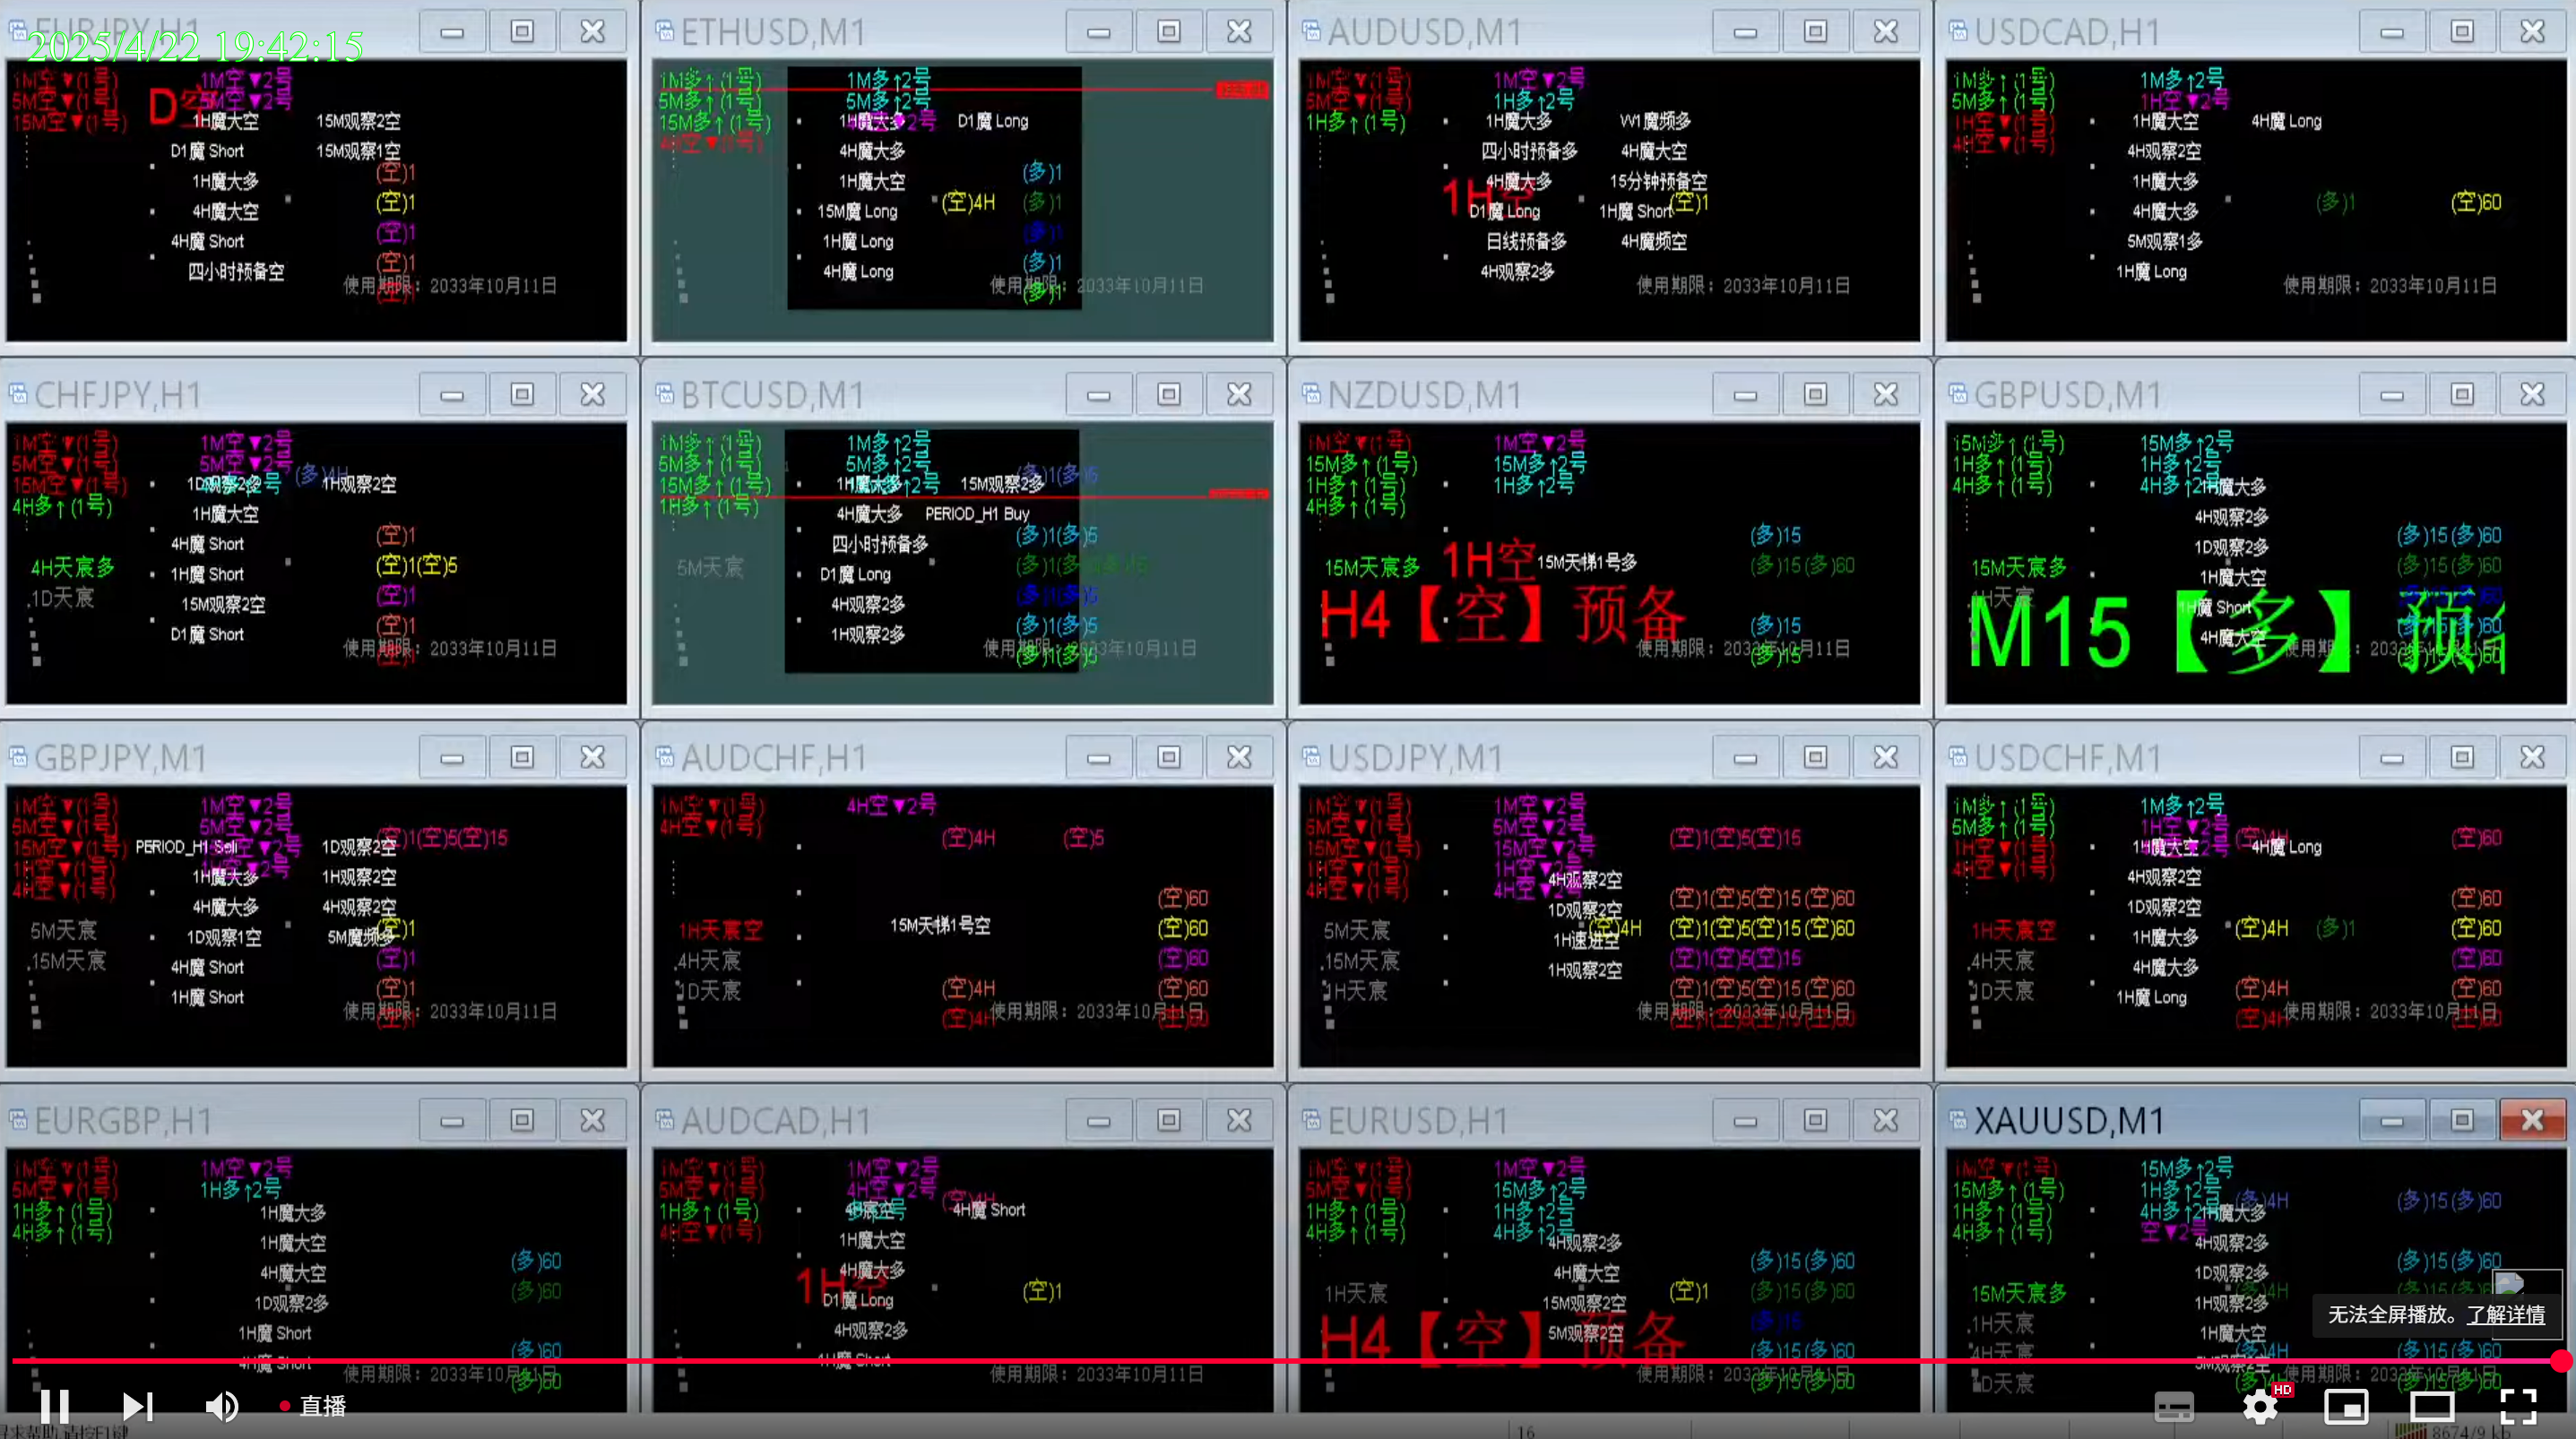 EURJPY,H1
2025/4/22 19:42:15
1M空▼(1号)
5M空▼(1号)
15M空▼(1号)
1M空▼2号
5M空▼2号
1H魔大空
15M观察2空
D1魔 Short
15M观察1空
1H魔大多
4H魔大空
4H魔 Short
四小时预备空
(空)1
(空)1
(空)1
(空)1
使用期限：2033年10月11日
ETHUSD,M1
1M多↑(1号)
5M多↑(1号)
15M多↑(1号)
1M多↑2号
5M多↑2号
1H魔大多
D1魔 Long
4H魔大多
1H魔大空
15M魔 Long
1H魔 Long
4H魔 Long
(空)4H
(多)1
(多)1
(多)1
(多)1
(多)1
使用期限：2033年10月11日
AUDUSD,M1
1M空▼(1号)
5M空▼(1号)
1H多↑(1号)
1M空▼2号
1H多↑2号
1H魔大多
W1魔频多
四小时预备多
4H魔大空
4H魔大多
15分钟预备空
1H空
D1魔 Long
1H魔 Short
(空)1
日线预备多
4H魔频空
4H观察2多
使用期限：2033年10月11日
USDCAD,H1
1M多↑(1号)
5M多↑(1号)
1H空▼(1号)
4H空▼(1号)
1M多↑2号
1H空▼2号
1H魔大空
4H魔 Long
4H观察2空
1H魔大多
4H魔大多
5M观察1多
1H魔 Long
(多)1
(空)60
使用期限：2033年10月11日
CHFJPY,H1
1M空▼(1号)
5M空▼(1号)
15M空▼(1号)
4H多↑(1号)
1M空▼2号
5M空▼2号
(多)4H
1H观察2空
1H魔大空
4H魔 Short
1H魔 Short
15M观察2空
D1魔 Short
4H天宸多
1D天宸
(空)1
(空)1(空)5
(空)1
(空)1
使用期限：2033年10月11日
BTCUSD,M1
1M多↑(1号)
5M多↑(1号)
15M多↑(1号)
1H多↑(1号)
1M多↑2号
5M多↑2号
1H魔大多
15M观察2多
4H魔大多
PERIOD_H1 Buy
四小时预备多
D1魔 Long
4H观察2多
1H观察2多
5M天宸
(多)1(多)5
(多)1(多)5
(多)1(多)5
(多)1(多)5
(多)1(多)5
使用期限：2033年10月11日
NZDUSD,M1
1M空▼(1号)
15M多↑(1号)
1H多↑(1号)
4H多↑(1号)
1M空▼2号
15M多↑2号
1H多↑2号
15M天宸多
1H空
15M天梯1号多
H4【空】预备
(多)15
(多)15(多)60
(多)15
(多)15
使用期限：2033年10月11日
GBPUSD,M1
15M多↑(1号)
1H多↑(1号)
4H多↑(1号)
15M多↑2号
1H多↑2号
4H多↑2号
1H魔大多
4H观察2多
1D观察2多
1H魔大空
1H魔 Short
4H魔大空
15M天宸多
4H天宸
M15【多】预
(多)15(多)60
(多)15(多)60
(多)15(多)60
使用期限：2033年10月11日
GBPJPY,M1
1M空▼(1号)
5M空▼(1号)
15M空▼(1号)
1H空▼(1号)
4H空▼(1号)
1M空▼2号
5M空▼2号
(空)1(空)5(空)15
PERIOD_H1 Sell
1D观察2空
1H魔大多
1H观察2空
4H魔大多
4H观察2空
1D观察1空
5M魔频多
4H魔 Short
1H魔 Short
5M天宸
15M天宸
(空)1
(空)1
(空)1
使用期限：2033年10月11日
AUDCHF,H1
1M空▼(1号)
4H空▼(1号)
4H空▼2号
(空)4H
(空)5
15M天梯1号空
1H天宸空
4H天宸
1D天宸
(空)60
(空)60
(空)60
(空)4H
(空)60
(空)4H
(空)60
使用期限：2033年10月11日
USDJPY,M1
1M空▼(1号)
5M空▼(1号)
15M空▼(1号)
1H空▼(1号)
4H空▼(1号)
1M空▼2号
5M空▼2号
15M空▼2号
1H空▼2号
4H空▼2号
4H观察2空
1D观察2空
1H速进空
1H观察2空
5M天宸
15M天宸
1H天宸
(空)4H
(空)1(空)5(空)15
(空)1(空)5(空)15(空)60
(空)1(空)5(空)15(空)60
(空)1(空)5(空)15
(空)1(空)5(空)15(空)60
使用期限：2033年10月11日
USDCHF,M1
1M多↑(1号)
5M多↑(1号)
1H空▼(1号)
4H空▼(1号)
1M多↑2号
1H空▼2号
(空)4H
(空)60
1H魔大空
4H魔 Long
4H观察2空
1D观察2空
1H魔大多
4H魔大多
1H魔 Long
1H天宸空
4H天宸
1D天宸
(空)60
(空)4H
(多)1
(空)60
(空)60
(空)4H
(空)60
(空)4H
(空)60
使用期限：2033年10月11日
EURGBP,H1
1M空▼(1号)
5M空▼(1号)
1H多↑(1号)
4H多↑(1号)
1M空▼2号
1H多↑2号
1H魔大多
1H魔大空
4H魔大空
1D观察2多
1H魔 Short
4H魔 Short
(多)60
(多)60
(多)60
(多)60
使用期限：2033年10月11日
AUDCAD,H1
1M空▼(1号)
5M空▼(1号)
1H多↑(1号)
4H空▼(1号)
1M空▼2号
4H空▼2号
(空)4H
4H魔 Short
1H魔大空
4H魔大多
1H空
D1魔 Long
4H观察2多
1H魔 Short
(空)1
使用期限：2033年10月11日
EURUSD,H1
1M空▼(1号)
5M空▼(1号)
1H多↑(1号)
4H多↑(1号)
1M空▼2号
15M多↑2号
1H多↑2号
4H多↑2号
4H观察2多
4H魔大空
15M观察2空
5M观察2空
1H天宸
H4【空】预备
(空)1
(多)15(多)60
(多)15(多)60
(多)15
(多)15(多)60
(多)15(多)60
使用期限：2033年10月11日
XAUUSD,M1
1M空▼(1号)
15M多↑(1号)
1H多↑(1号)
4H多↑(1号)
15M多↑2号
1H多↑2号
4H多↑2号
空▼2号
(多)4H
(多)15(多)60
1H魔大多
4H观察2多
1D观察2多
1H观察2多
1H魔大空
5M观察2空
15M天宸多
1H天宸
4H天宸
1D天宸
(多)15(多)60
(多)4H
(多)15(多)60
使用期限：2033年10月11日
无法全屏播放。了解详情
直播
HD
16
8674/9 kb